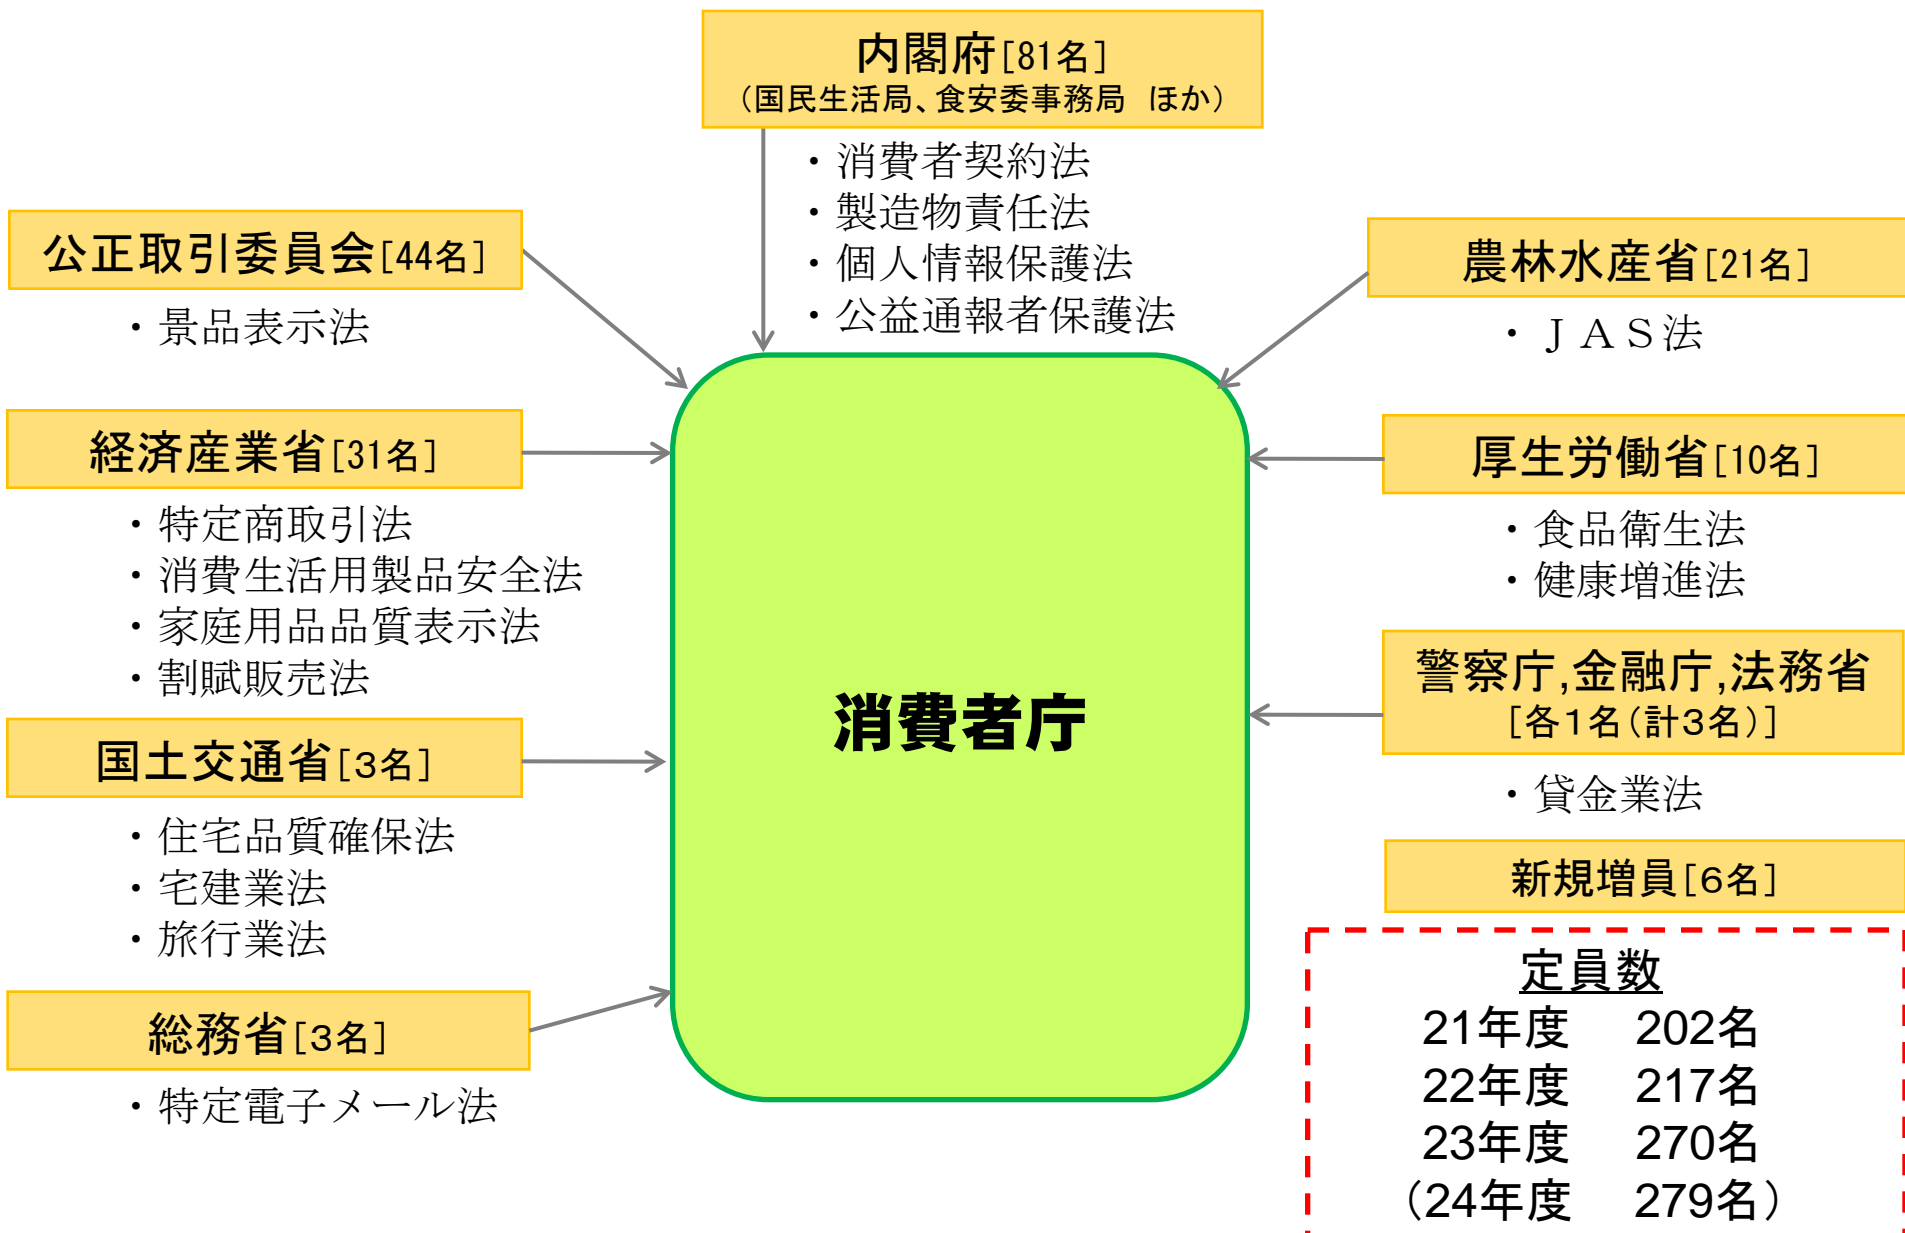 内閣府[81名]
(国民生活局、食安委事務局　ほか)
・消費者契約法
・製造物責任法
・個人情報保護法
・公益通報者保護法
公正取引委員会[44名]
・景品表示法
経済産業省[31名]
・特定商取引法
・消費生活用製品安全法
・家庭用品品質表示法
・割賦販売法
国土交通省[3名]
・住宅品質確保法
・宅建業法
・旅行業法
総務省[3名]
・特定電子メール法
消費者庁
農林水産省[21名]
・ＪＡＳ法
厚生労働省[10名]
・食品衛生法
・健康増進法
警察庁,金融庁,法務省
[各１名(計３名)]
・貸金業法
新規増員[6名]
定員数
21年度　202名
22年度　217名
23年度　270名
(24年度　279名)